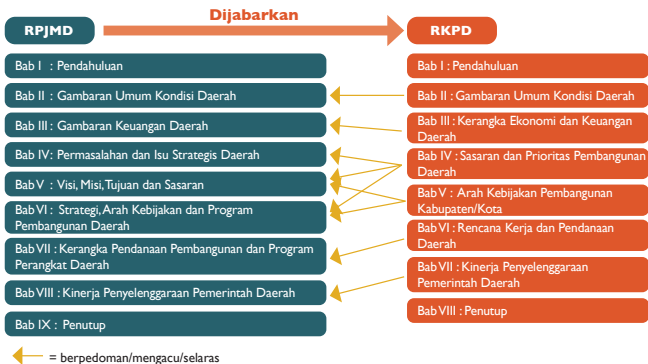 Dijabarkan
RPJMD
RKPD
Bab I : Pendahuluan
Bab II : Gambaran Umum Kondisi Daerah
Bab III : Gambaran Keuangan Daerah
Bab IV: Permasalahan dan Isu Strategis Daerah
Bab V : Visi, Misi, Tujuan dan Sasaran
Bab VI : Strategi, Arah Kebijakan dan Program
Pembangunan Daerah
Bab VII : Kerangka Pendanaan Pembangunan dan Program
Perangkat Daerah
Bab VIII : Kinerja Penyelenggaraan Pemerintah Daerah
Bab IX : Penutup
Bab I : Pendahuluan
Bab II : Gambaran Umum Kondisi Daerah
Bab III : Kerangka Ekonomi dan Keuangan
Daerah
Bab IV : Sasaran dan Prioritas Pembangunan
Daerah
Bab V : Arah Kebijakan Pembangunan
Kabupaten/Kota
Bab VI : Rencana Kerja dan Pendanaan
Daerah
Bab VII : Kinerja Penyelenggaraan
Pemerintah Daerah
Bab VIII : Penutup
= berpedoman/mengacu/selaras